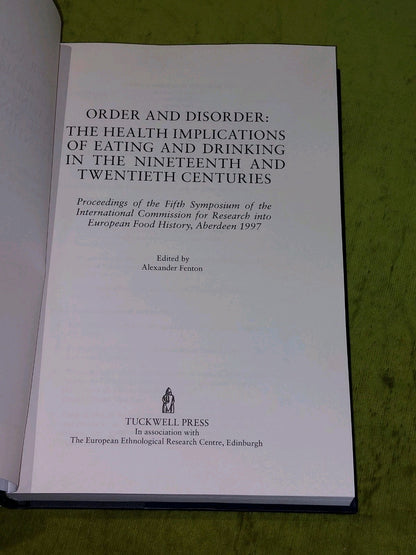 ORDER AND DISORDER:
THE HEALTH IMPLICATIONS
OF EATING AND DRINKING
IN THE NINETEENTH AND
TWENTIETH CENTURIES
Proceedings of the Fifth Symposium of the
International Commission for Research into
European Food History, Aberdeen 1997
Edited by
Alexander Fenton
TUCKWELL PRESS
In association with
The European Ethnological Research Centre, Edinburgh